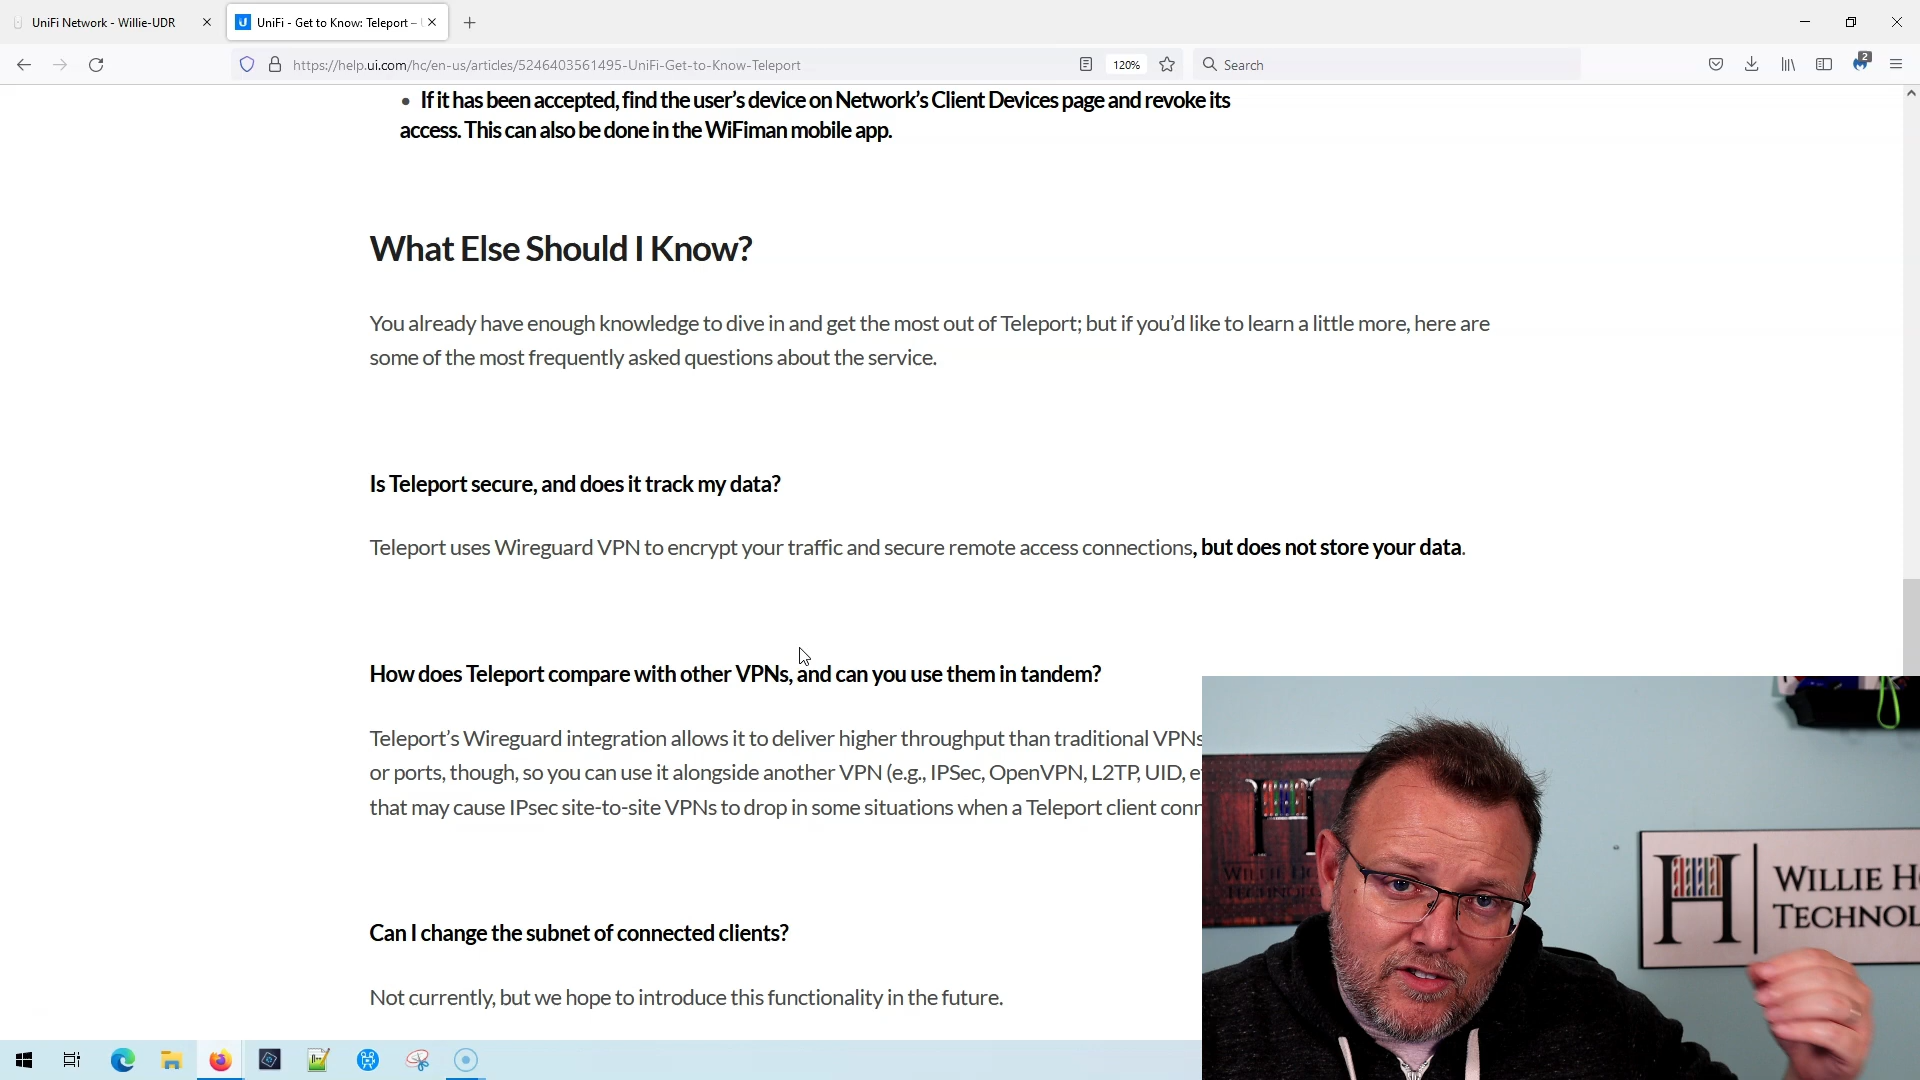 UniFi Network - Willie-UDR
UniFi - Get to Know: Teleport –
https://help.ui.com/hc/en-us/articles/5246403561495-UniFi-Get-to-Know-Teleport
120%
Search
2
• If it has been accepted, find the user’s device on Network’s Client Devices page and revoke its
access. This can also be done in the WiFiman mobile app.
What Else Should I Know?
You already have enough knowledge to dive in and get the most out of Teleport; but if you’d like to learn a little more, here are
some of the most frequently asked questions about the service.
Is Teleport secure, and does it track my data?
Teleport uses Wireguard VPN to encrypt your traffic and secure remote access connections, but does not store your data.
How does Teleport compare with other VPNs, and can you use them in tandem?
Teleport’s Wireguard integration allows it to deliver higher throughput than traditional VPNs
or ports, though, so you can use it alongside another VPN (e.g., IPSec, OpenVPN, L2TP, UID, e
that may cause IPsec site-to-site VPNs to drop in some situations when a Teleport client conn
Can I change the subnet of connected clients?
Not currently, but we hope to introduce this functionality in the future.
H
WILLIE HO
TECHNOL
H
WILLIE H
TECHNOL